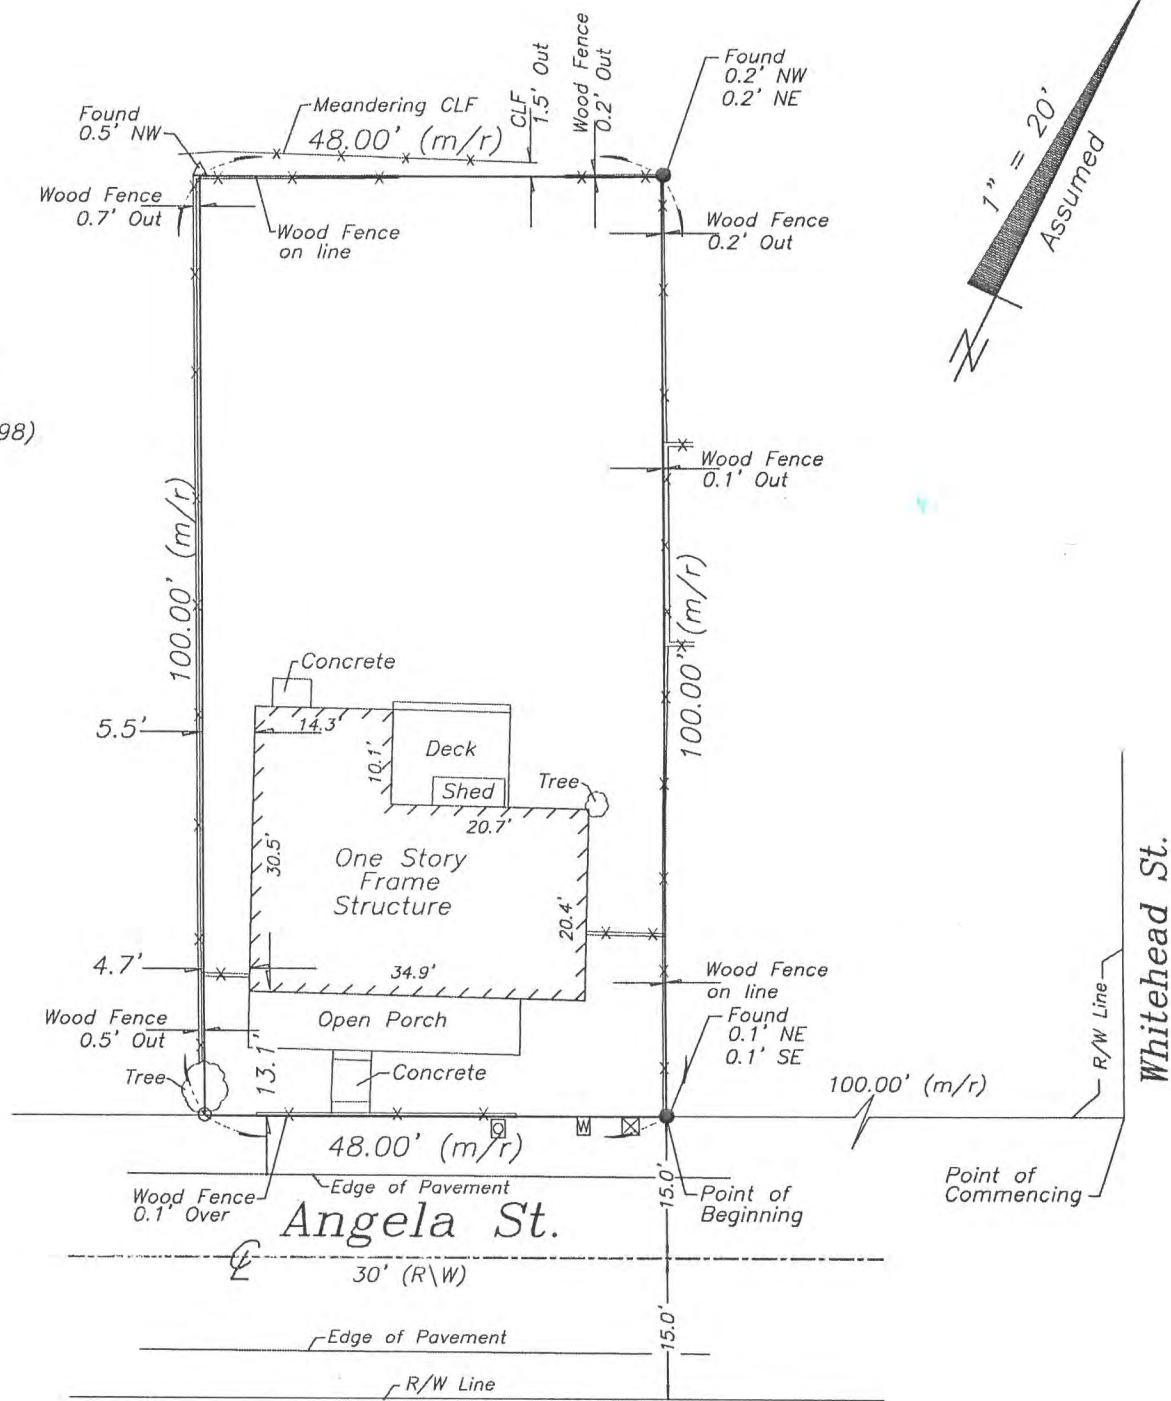 Found
0.5' NW
Meandering CLF
48.00' (m/r)
CLF
1.5' Out
Wood Fence
0.2' Out
Found
0.2' NW
0.2' NE
1" = 20'
Assumed
N
Wood Fence
0.7' Out
Wood Fence
on line
Wood Fence
0.2' Out
98)
Wood Fence
0.1' Out
100.00' (m/r)
100.00' (m/r)
Concrete
14.3'
5.5'
10.1'
Deck
Shed
Tree
20.7'
30.5'
One Story
Frame
Structure
20.4'
4.7'
34.9'
Wood Fence
on line
Wood Fence
0.5' Out
Open Porch
Found
0.1' NE
0.1' SE
Tree
13.1'
Concrete
100.00' (m/r)
R/W Line
Whitehead St.
W
48.00' (m/r)
Edge of Pavement
Wood Fence
0.1' Over
Angela St.
15.0'
Point of
Beginning
Point of
Commencing
30' (R\W)
15.0'
Edge of Pavement
R/W Line